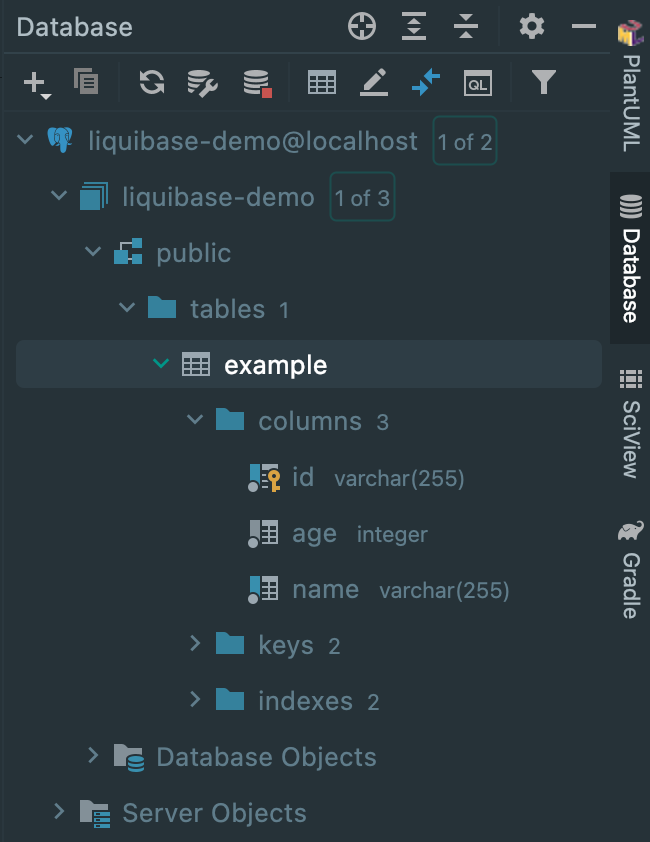 Database
QL
liquibase-demo@localhost 1 of 2
liquibase-demo 1 of 3
public
tables 1
example
columns 3
id varchar(255)
age integer
name varchar(255)
keys 2
indexes 2
Database Objects
Server Objects
PlantUML
Database
SciView
Gradle